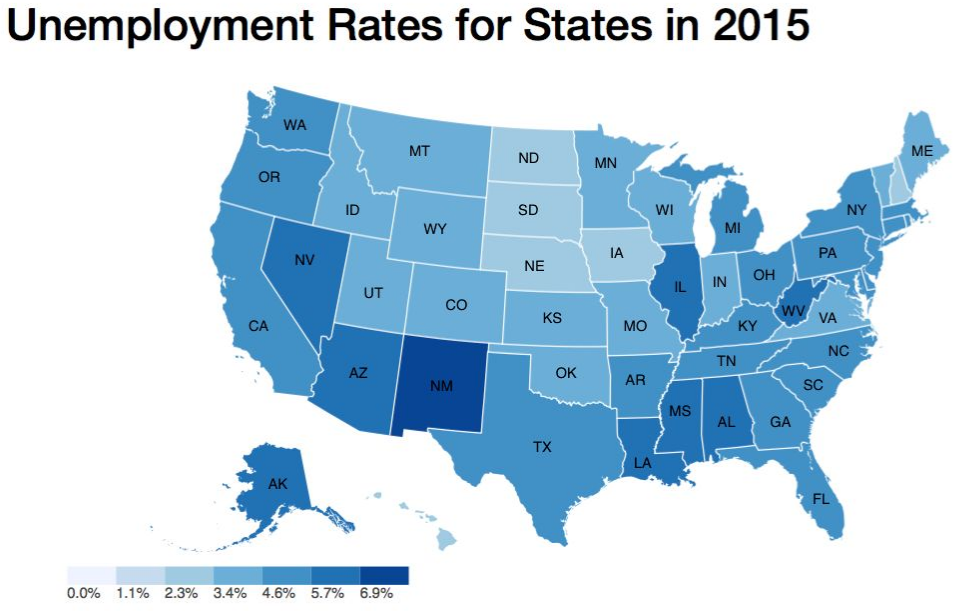 Unemployment Rates for States in 2015
WA
MT
ND
MN
ME
OR
ID
SD
WI
NY
WY
MI
NV
NE
IA
PA
UT
CO
IL
IN
OH
CA
KS
MO
WV
VA
KY
NC
AZ
NM
OK
AR
TN
SC
MS
AL
GA
TX
LA
AK
FL
0.0% 1.1% 2.3% 3.4% 4.6% 5.7% 6.9%